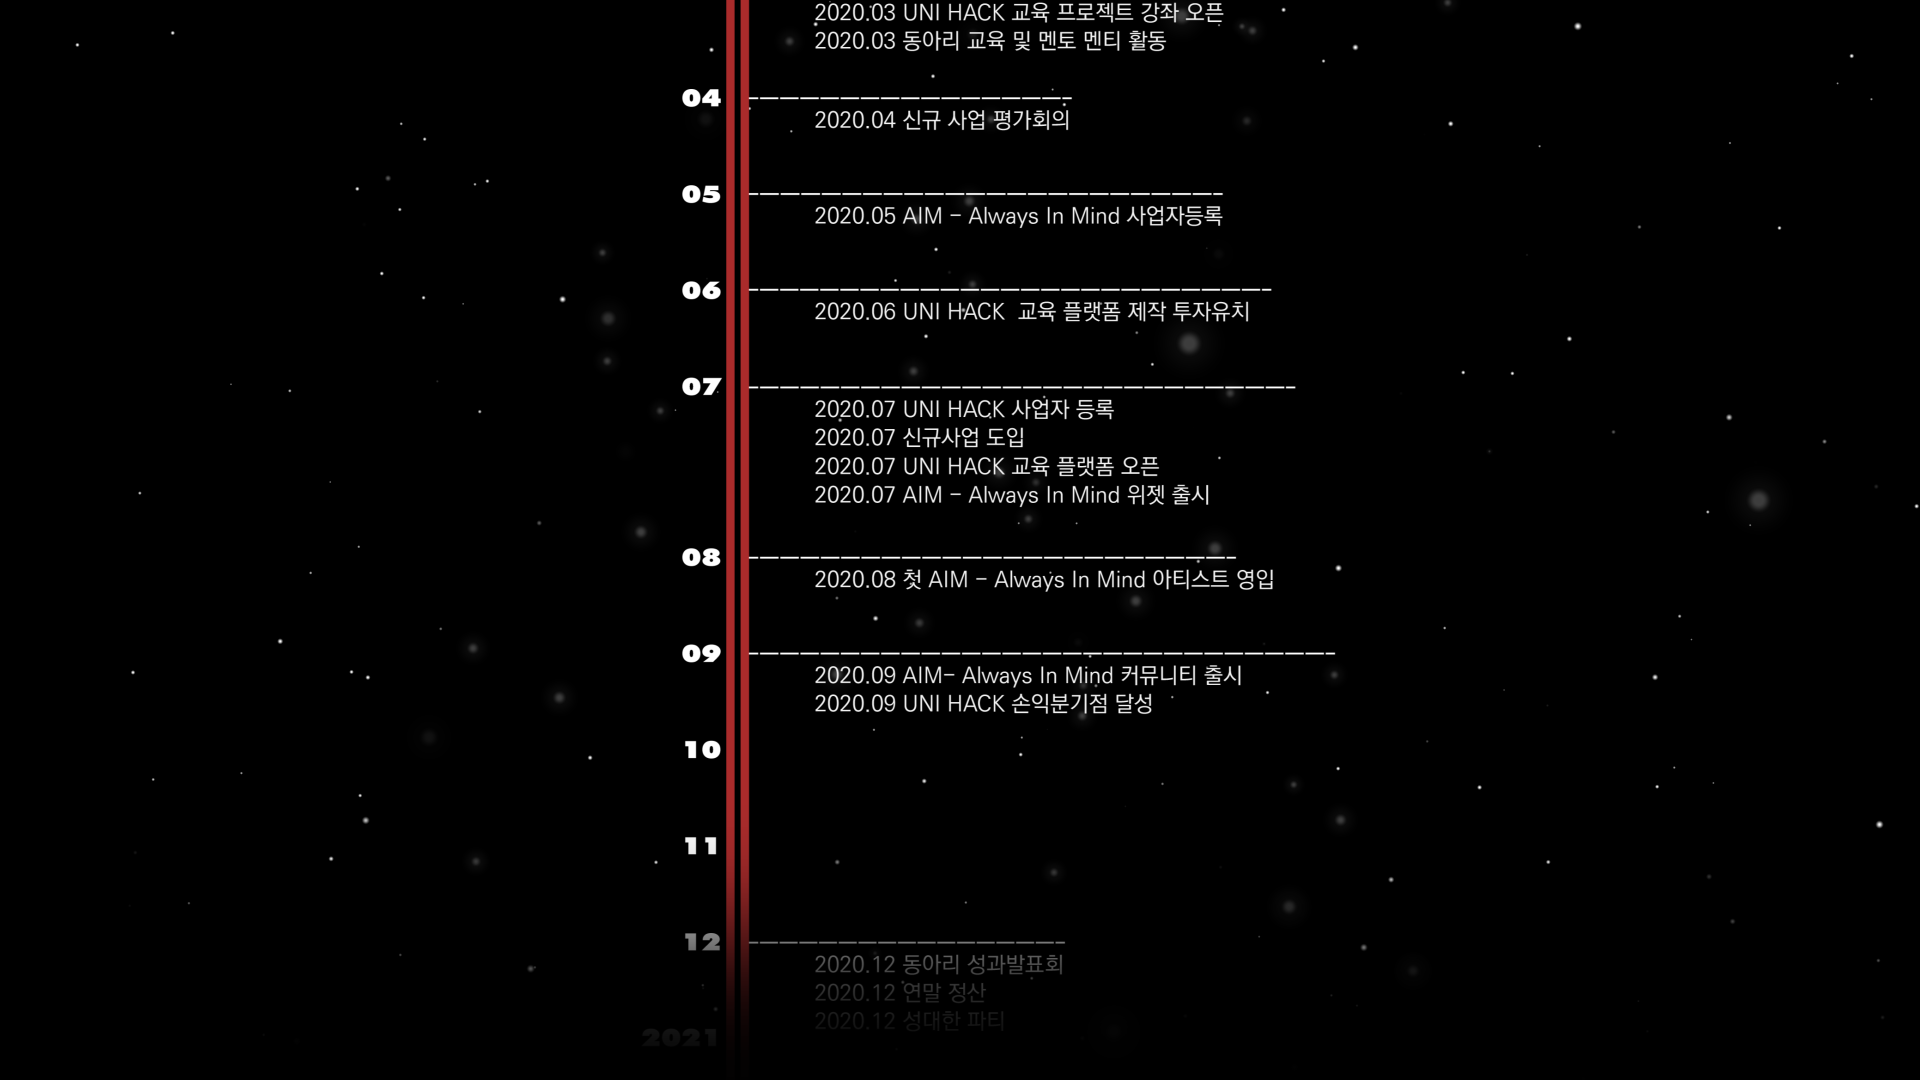 2020.03 UNI HACK 교육 프로젝트 강좌 오픈
2020.03 동아리 교육 및 멘토 멘티 활동
04
2020.04 신규 사업 평가회의
05
2020.05 AIM - Always In Mind 사업자등록
06
2020.06 UNI HACK  교육 플랫폼 제작 투자유치
07
2020.07 UNI HACK 사업자 등록
2020.07 신규사업 도입
2020.07 UNI HACK 교육 플랫폼 오픈
2020.07 AIM - Always In Mind 위젯 출시
08
2020.08 첫 AIM - Always In Mind 아티스트 영입
09
2020.09 AIM- Always In Mind 커뮤니티 출시
2020.09 UNI HACK 손익분기점 달성
10
11
12
2020.12 동아리 성과발표회
2020.12 연말 정산
2020.12 성대한 파티
2021